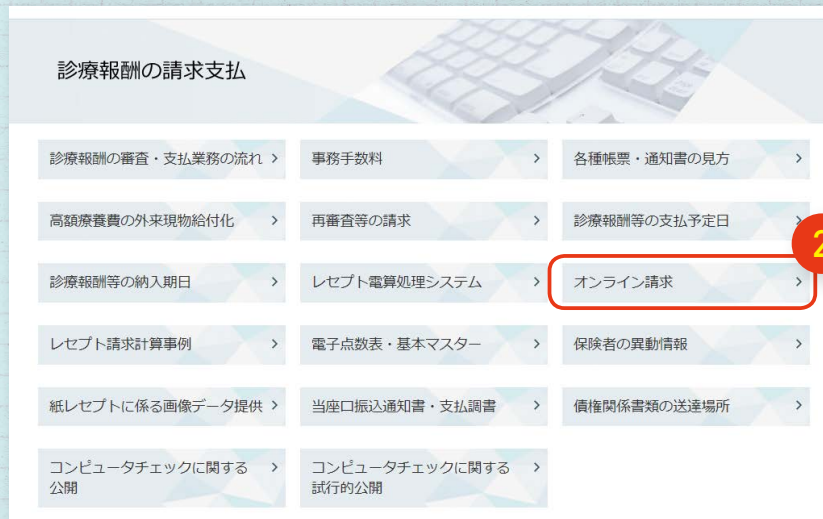 診療報酬の請求支払
診療報酬の審査・支払業務の流れ
事務手数料
各種帳票・通知書の見方
高額療養費の外来現物給付化
再審査等の請求
診療報酬等の支払予定日
2
診療報酬等の納入期日
レセプト電算処理システム
オンライン請求
レセプト請求計算事例
電子点数表・基本マスター
保険者の異動情報
紙レセプトに係る画像データ提供
当座口振込通知書・支払調書
債権関係書類の送達場所
コンピュータチェックに関する
公開
コンピュータチェックに関する
試行的公開